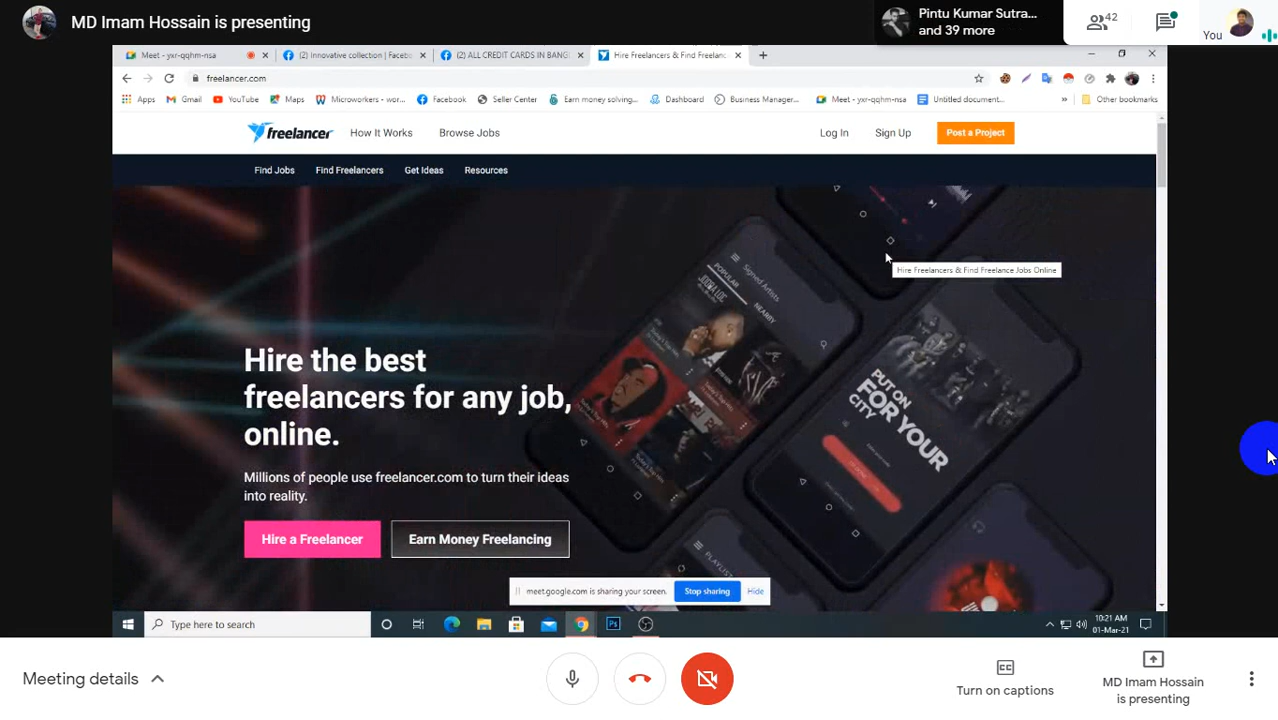 MD Imam Hossain is presenting
Pintu Kumar Sutra...
and 39 more
42
You
Meet - yxr-qqhm-nsa
(2) Innovative collection | Faceb
(2) ALL CREDIT CARDS IN BANG
Hire Freelancers & Find Freelanc
freelancer.com
Apps
Gmail
YouTube
Maps
Microworkers - wor...
Facebook
Seller Center
Earn money solving...
Dashboard
Business Manager...
Meet - yxr-qqhm-nsa
Untitled document...
Other bookmarks
freelancer
How It Works
Browse Jobs
Log In
Sign Up
Post a Project
Find Jobs
Find Freelancers
Get Ideas
Resources
Signed Artists
POPULAR
NEARBY
Hire Freelancers & Find Freelance Jobs Online
PUT ON
FOR YOUR
CITY
Hire the best
freelancers for any job,
online.
Millions of people use freelancer.com to turn their ideas
into reality.
Hire a Freelancer
Earn Money Freelancing
PLAYLIST
meet.google.com is sharing your screen.
Stop sharing
Hide
Type here to search
Ps
10:21 AM
01-Mar-21
Meeting details
Turn on captions
MD Imam Hossain
is presenting